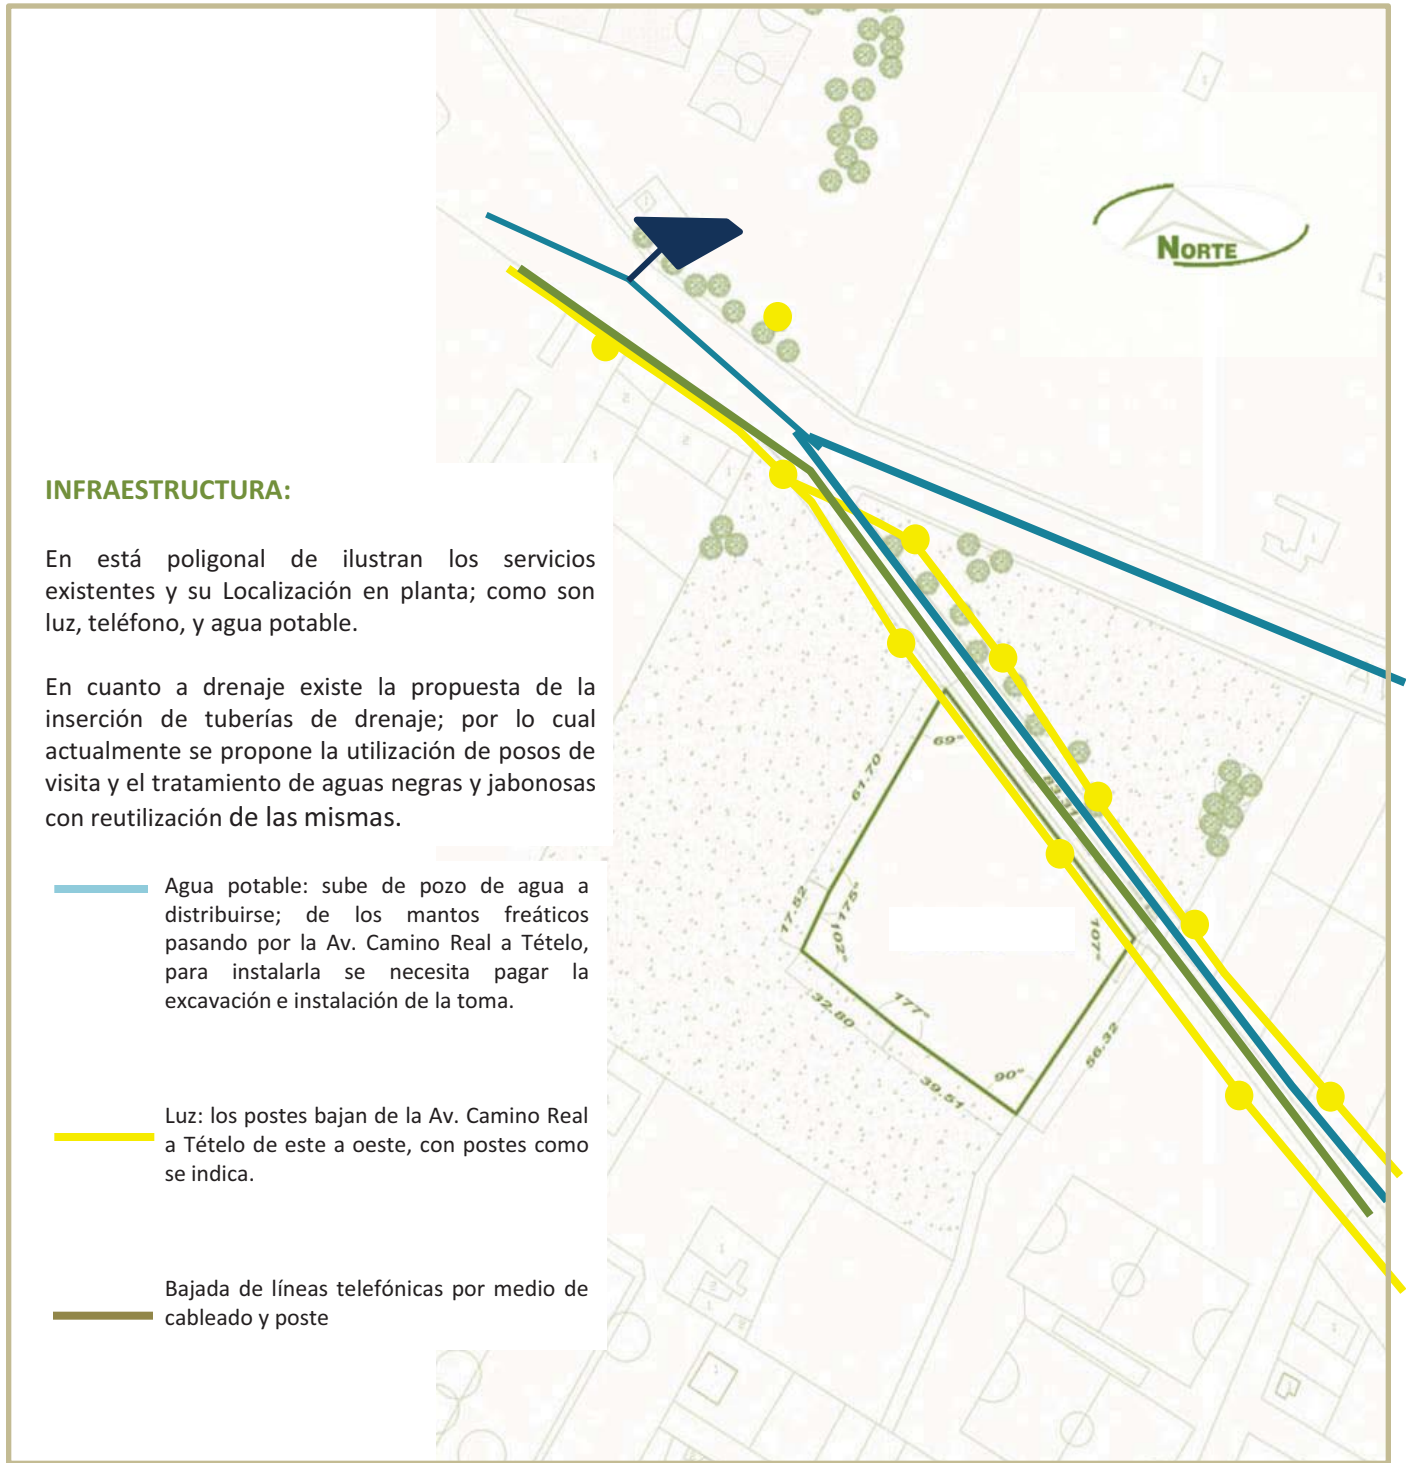 NORTE
INFRAESTRUCTURA:
En está poligonal de ilustran los servicios
existentes y su Localización en planta; como son
luz, teléfono, y agua potable.
En cuanto a drenaje existe la propuesta de la
inserción de tuberías de drenaje; por lo cual
actualmente se propone la utilización de posos de
visita y el tratamiento de aguas negras y jabonosas
con reutilización de las mismas.
Agua potable: sube de pozo de agua a
distribuirse; de los mantos freáticos
pasando por la Av. Camino Real a Tételo,
para instalarla se necesita pagar la
excavación e instalación de la toma.
Luz: los postes bajan de la Av. Camino Real
a Tételo de este a oeste, con postes como
se indica.
Bajada de líneas telefónicas por medio de
cableado y poste
69°
61.70
17.52
175°
102°
107°
177°
32.80
39.51
90°
56.32